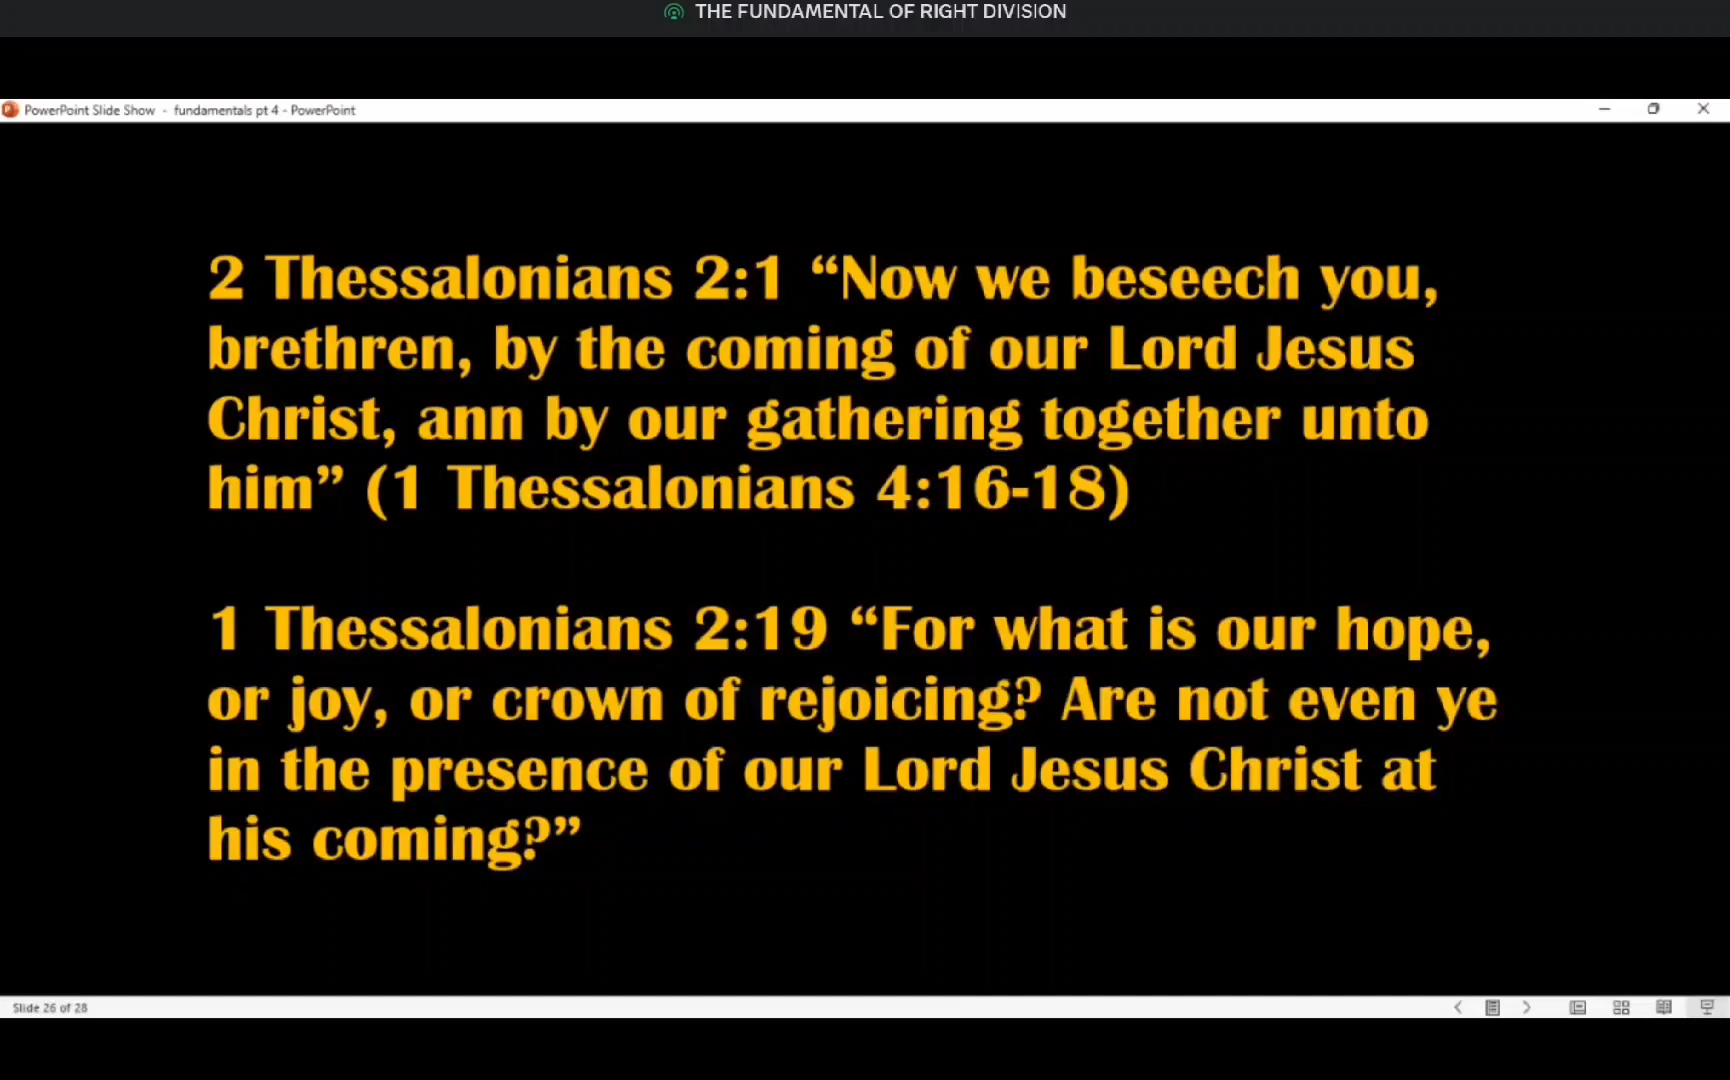 THE FUNDAMENTAL OF RIGHT DIVISION
PowerPoint Slide Show - fundamentals pt 4 - PowerPoint
2 Thessalonians 2:1 “Now we beseech you,
brethren, by the coming of our Lord Jesus
Christ, ann by our gathering together unto
him” (1 Thessalonians 4:16-18)
1 Thessalonians 2:19 “For what is our hope,
or joy, or crown of rejoicing? Are not even ye
in the presence of our Lord Jesus Christ at
his coming?”
Slide 26 of 28